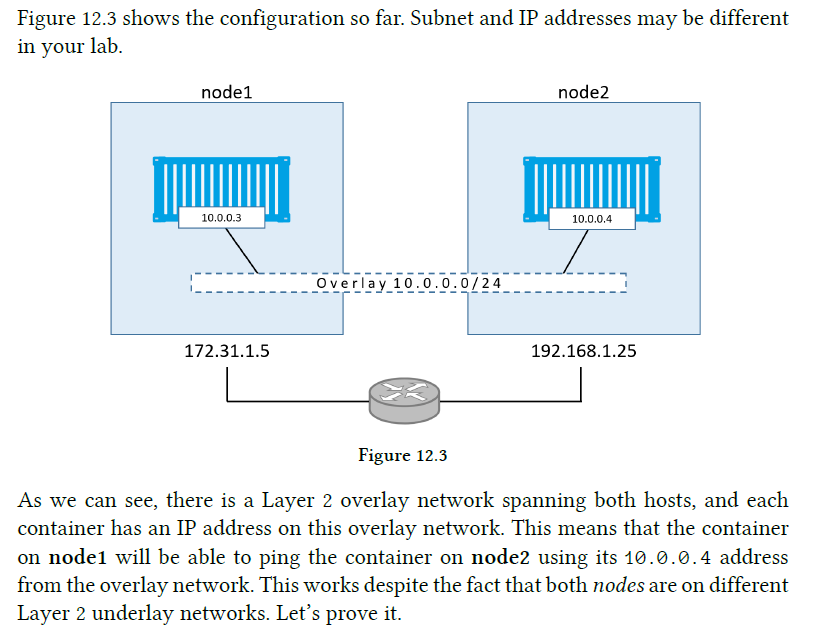 Figure 12.3 shows the configuration so far. Subnet and IP addresses may be different
in your lab.
node1
node2
10.0.0.3
10.0.0.4
Overlay 10.0.0.0/24
172.31.1.5
192.168.1.25
Figure 12.3
As we can see, there is a Layer 2 overlay network spanning both hosts, and each
container has an IP address on this overlay network. This means that the container
on node1 will be able to ping the container on node2 using its 10.0.0.4 address
from the overlay network. This works despite the fact that both nodes are on different
Layer 2 underlay networks. Let’s prove it.